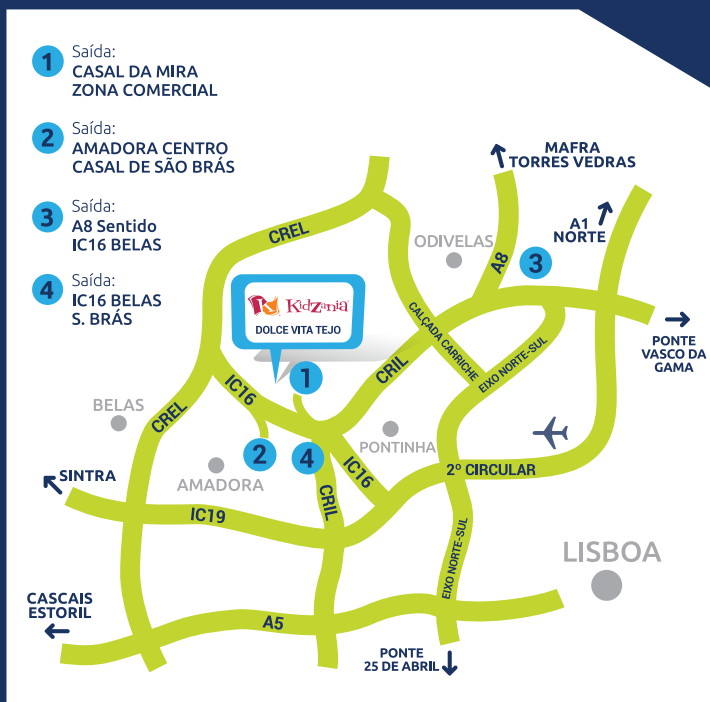 1
Saída:
CASAL DA MIRA
ZONA COMERCIAL
2
Saída:
AMADORA CENTRO
CASAL DE SÃO BRÁS
3
Saída:
A8 Sentido
IC16 BELAS
4
Saída:
IC16 BELAS
S. BRÁS
MAFRA
TORRES VEDRAS
A1
NORTE
CREL
ODIVELAS
A8
3
KidZania
DOLCE VITA TEJO
CALÇADA CARRICHE
EIXO NORTE-SUL
PONTE
VASCO DA
GAMA
1
CRIL
IC16
BELAS
CREL
PONTINHA
2
4
IC16
2º CIRCULAR
SINTRA
AMADORA
CRIL
IC19
LISBOA
EIXO NORTE-SUL
CASCAIS
ESTORIL
A5
PONTE
25 DE ABRIL